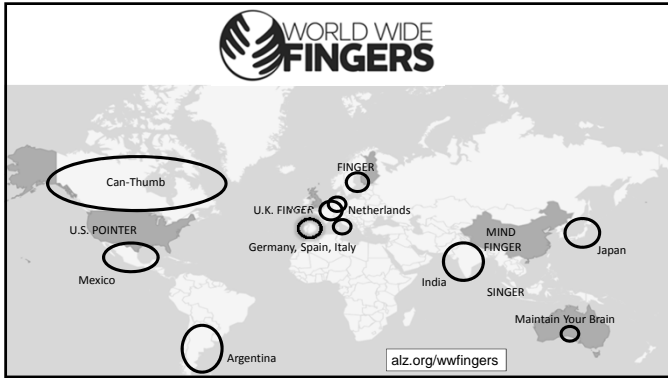 WORLD WIDE
FINGERS
Can-Thumb
FINGER
U.K. FINGER
Netherlands
U.S. POINTER
Germany, Spain, Italy
MIND
FINGER
Japan
Mexico
India
SINGER
Maintain Your Brain
Argentina
alz.org/wwfingers